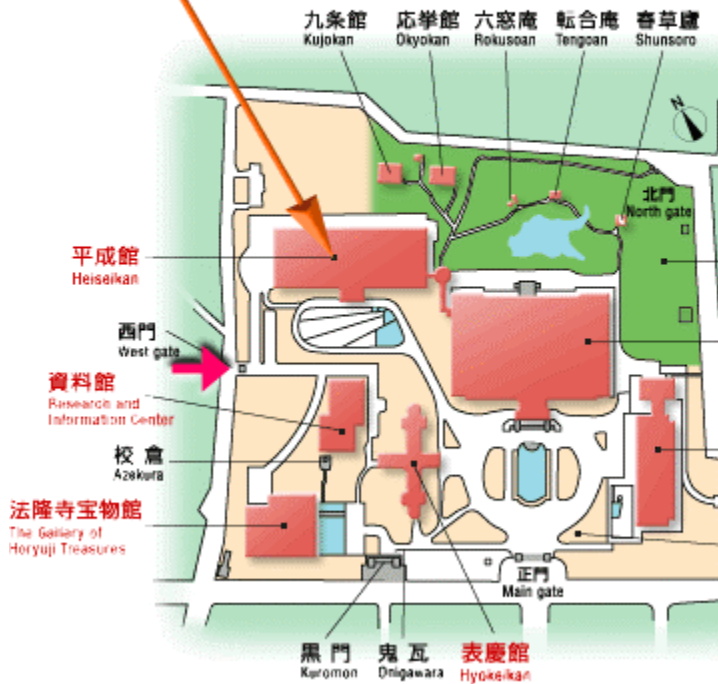 九条館
Kujokan
応挙館
Okyokan
六窓庵
Rokusoan
転合庵
Tengoan
春草廬
Shunsoro
N
北門
North gate
平成館
Heiseikan
西門
West gate
資料館
Research and
Information Center
校倉
Azekura
法隆寺宝物館
The Gallery of
Horyuji Treasures
正門
Main gate
黒門
Kuromon
鬼瓦
Onigawara
表慶館
Hyokeikan